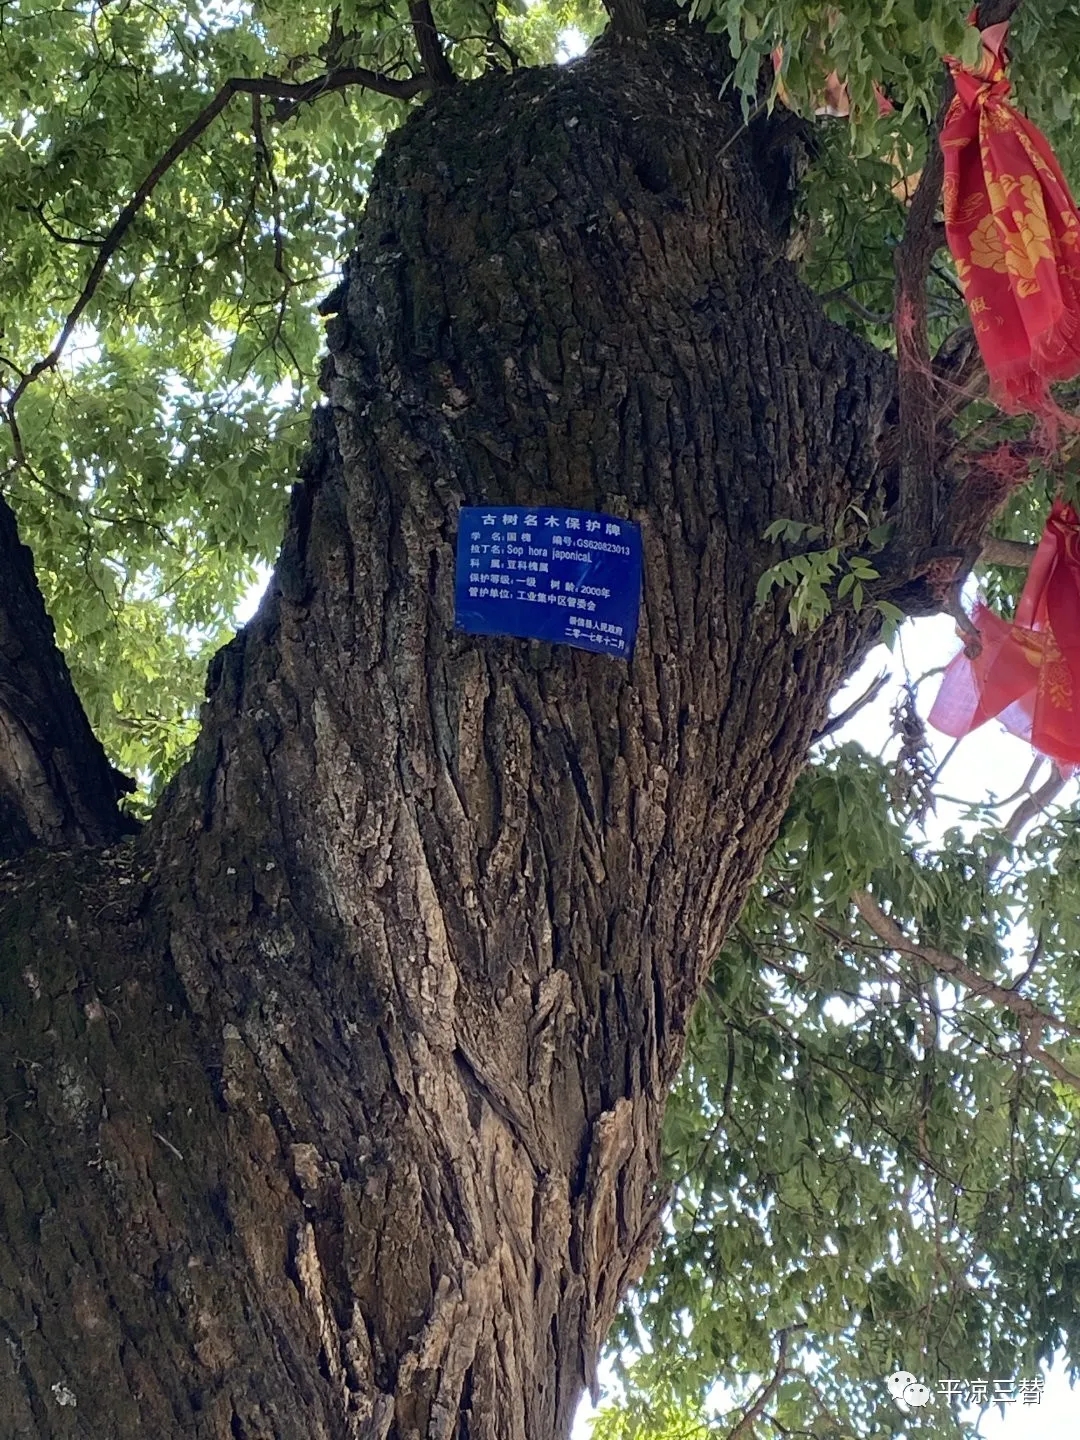 古树名木保护牌
学 名:国 槐 编号:GS620823013
拉丁名:Sop hora japonicaL
科 属:豆科槐属
保护等级:一级 树 龄:2000年
管护单位:工业集中区管委会
崇信县人民政府
二零一七年十二月
平凉三替